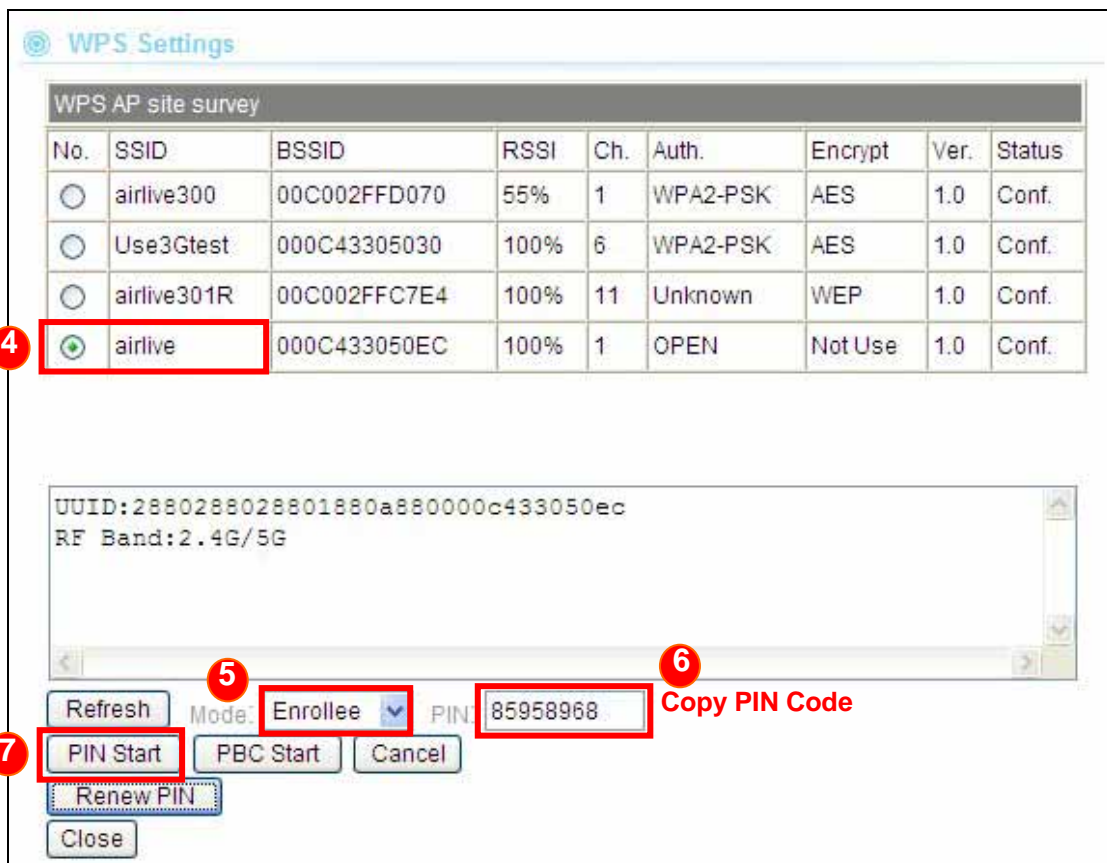 WPS Settings
WPS AP site survey
No. SSID BSSID RSSI Ch. Auth. Encrypt Ver. Status
airlive300 00C002FFD070 55% 1 WPA2-PSK AES 1.0 Conf.
Use3Gtest 000C43305030 100% 6 WPA2-PSK AES 1.0 Conf.
airlive301R 00C002FFC7E4 100% 11 Unknown WEP 1.0 Conf.
4 airlive 000C433050EC 100% 1 OPEN Not Use 1.0 Conf.
UUID:2880288028801880a880000c433050ec
RF Band:2.4G/5G
5 6
Refresh Mode: Enrollee PIN: 85958968 Copy PIN Code
7 PIN Start PBC Start Cancel
Renew PIN
Close